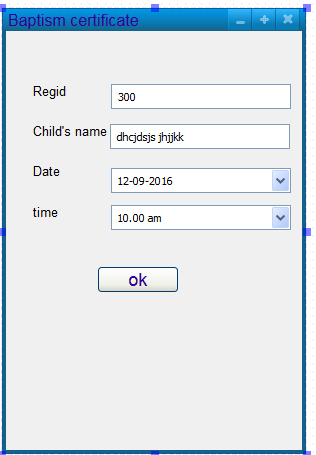 Baptism certificate
Regid 300
Child's name dhcjdsjs jhjjkk
Date 12-09-2016
time 10.00 am
ok